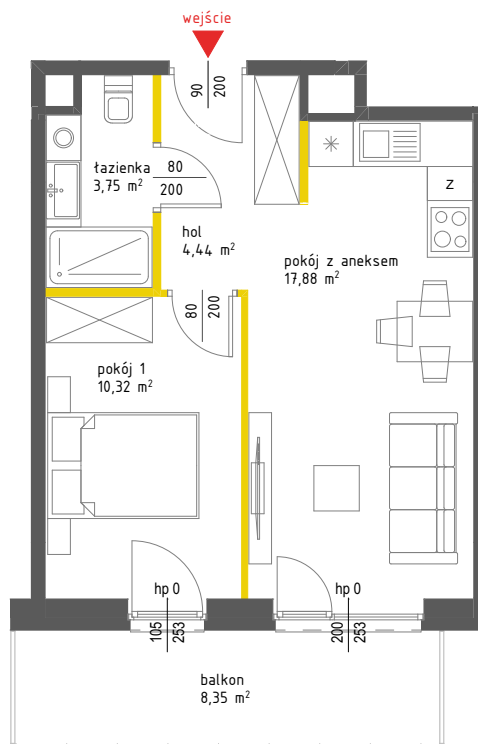 wejście
90
200
łazienka
3,75 m²
80
200
hol
4,44 m²
z
pokój z aneksem
17,88 m²
80
200
pokój 1
10,32 m²
hp 0
105
253
hp 0
200
253
balkon
8,35 m²